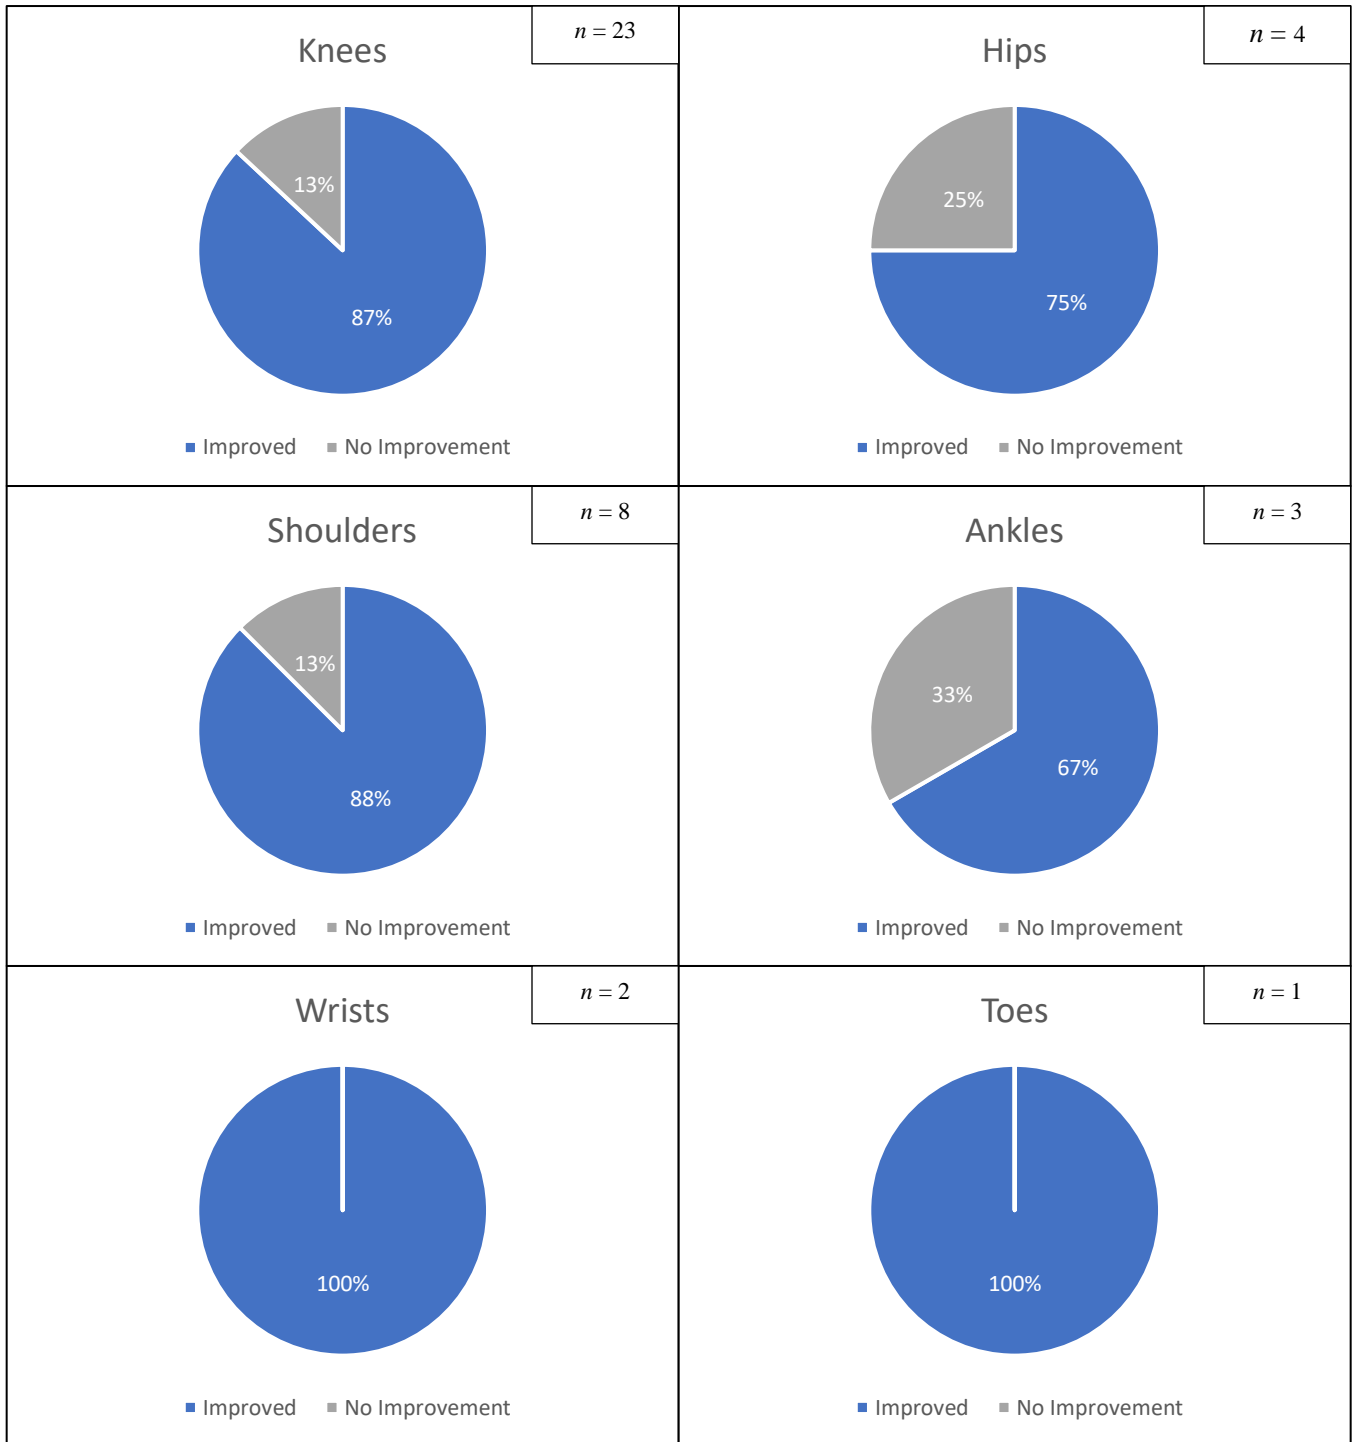 Knees
n = 23
13%
87%
Improved No Improvement
Hips
n = 4
25%
75%
Improved No Improvement
Shoulders
n = 8
13%
88%
Improved No Improvement
Ankles
n = 3
33%
67%
Improved No Improvement
Wrists
n = 2
100%
Improved No Improvement
Toes
n = 1
100%
Improved No Improvement